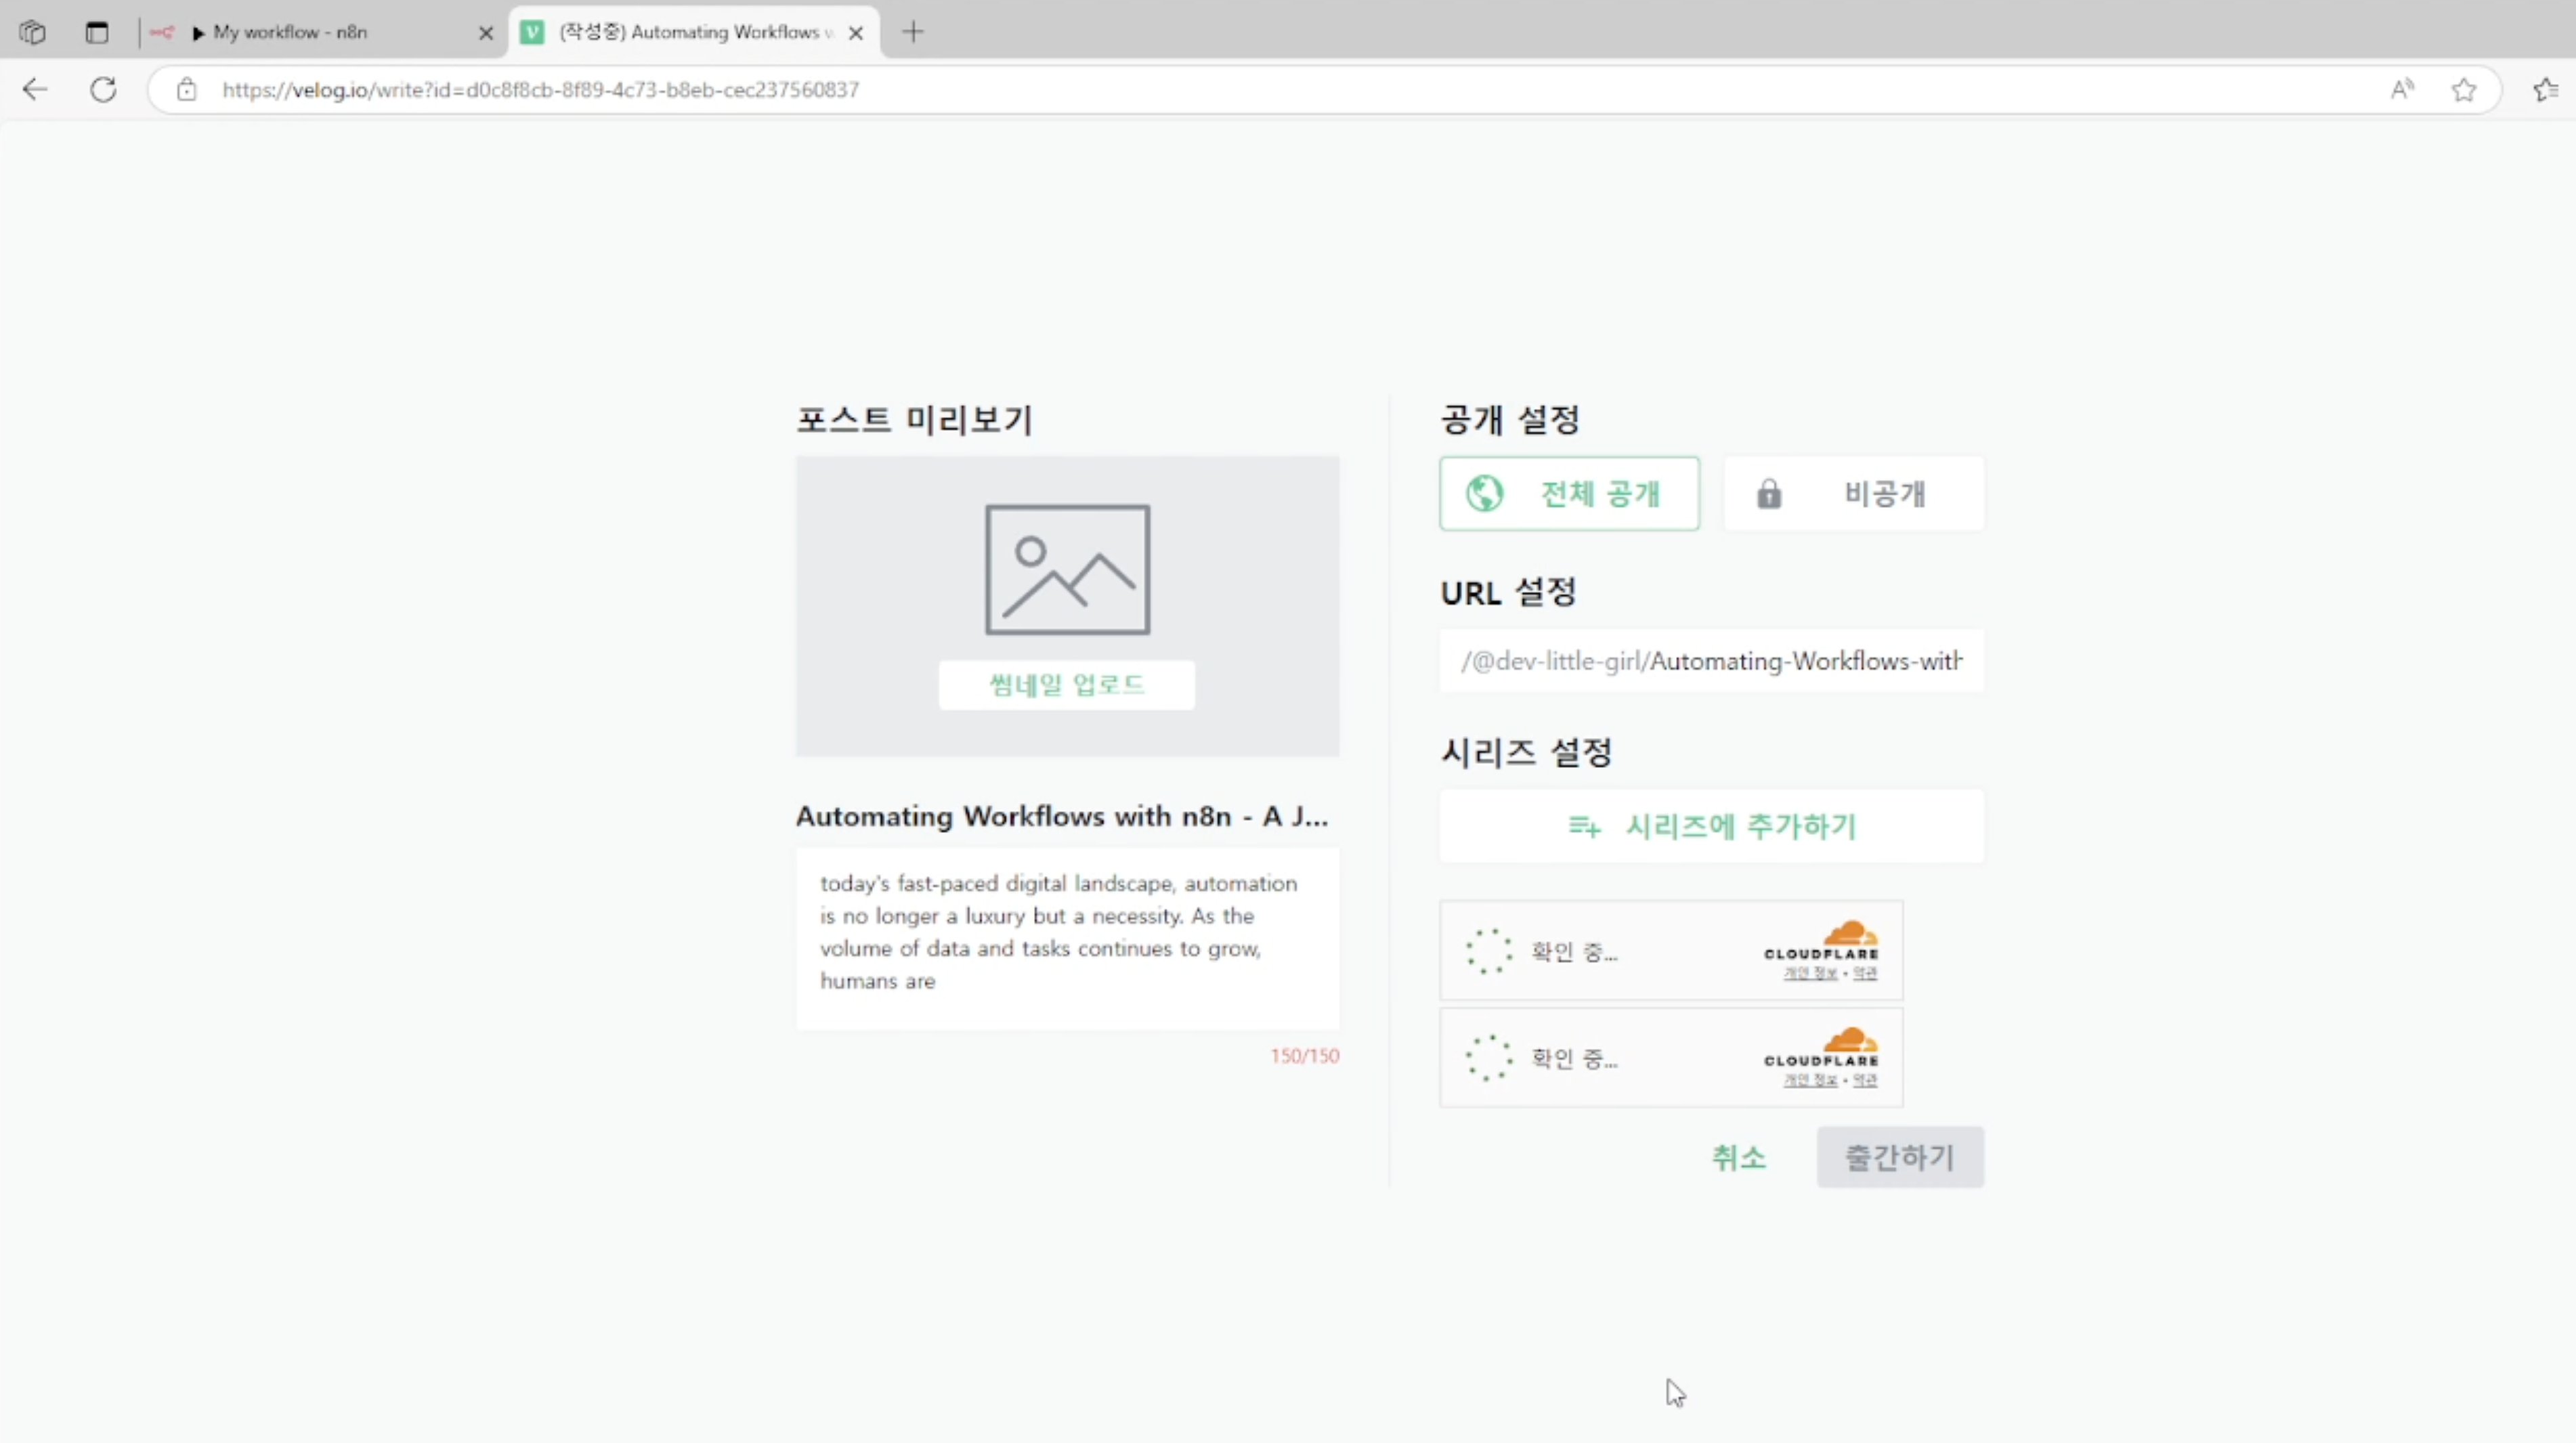 My workflow - n8n
(작성중) Automating Workflows w
https://velog.io/write?id=d0c8f8cb-8f89-4c73-b8eb-cec237560837
포스트 미리보기
썸네일 업로드
Automating Workflows with n8n - A J...
today's fast-paced digital landscape, automation
is no longer a luxury but a necessity. As the
volume of data and tasks continues to grow,
humans are
150/150
공개 설정
전체 공개
비공개
URL 설정
/@dev-little-girl/Automating-Workflows-with
시리즈 설정
시리즈에 추가하기
확인 중...
CLOUDFLARE
개인 정보 • 약관
확인 중...
CLOUDFLARE
개인 정보 • 약관
취소
출간하기